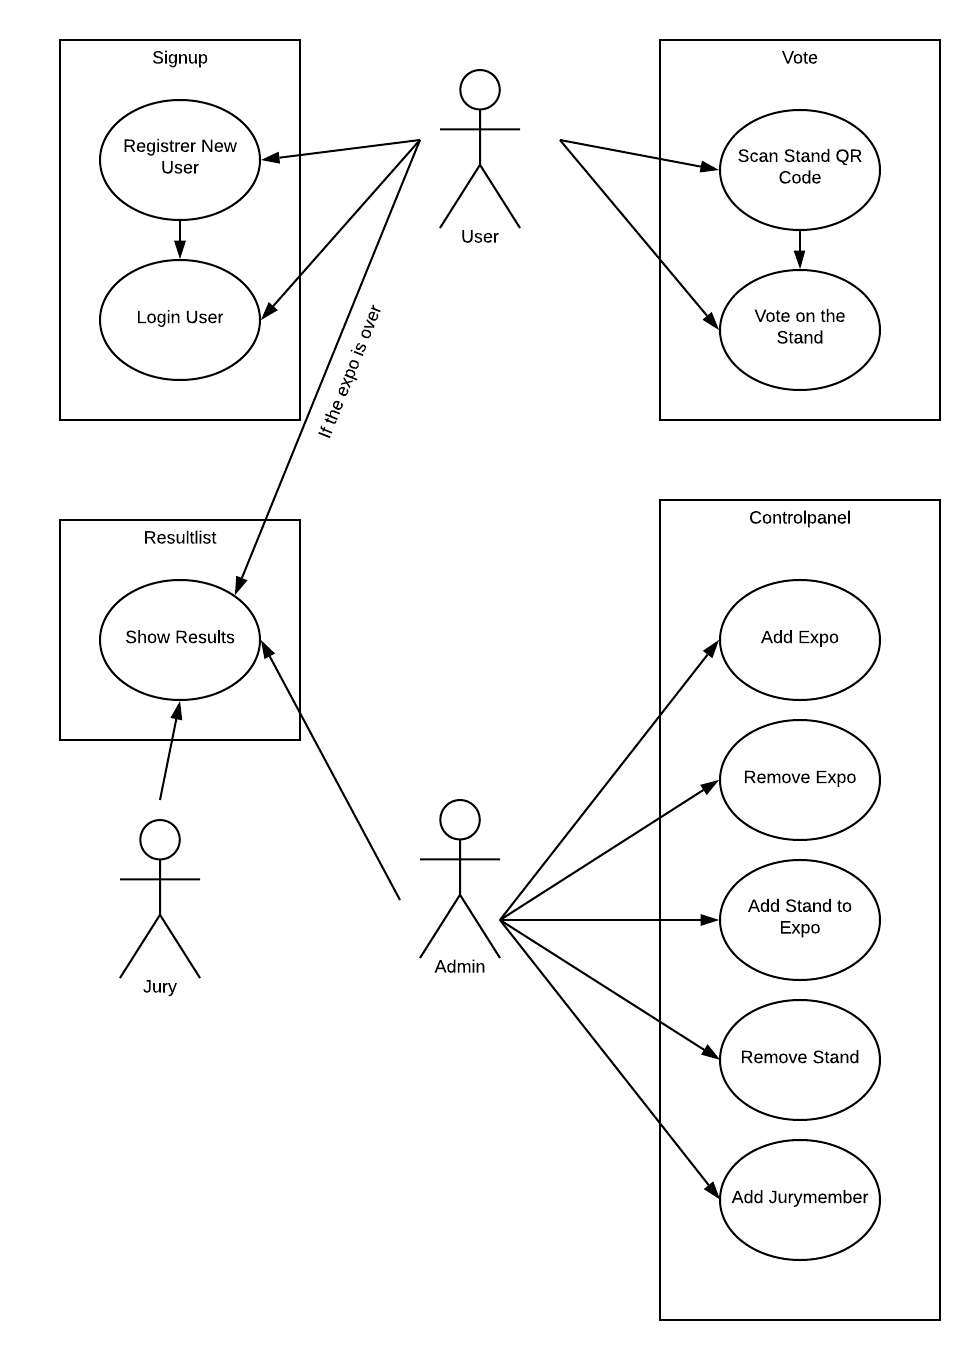 Signup
Registrer New
User
Login User
User
Vote
Scan Stand QR
Code
Vote on the
Stand
If the expo is over
Resultlist
Show Results
Jury
Admin
Controlpanel
Add Expo
Remove Expo
Add Stand to
Expo
Remove Stand
Add Jurymember